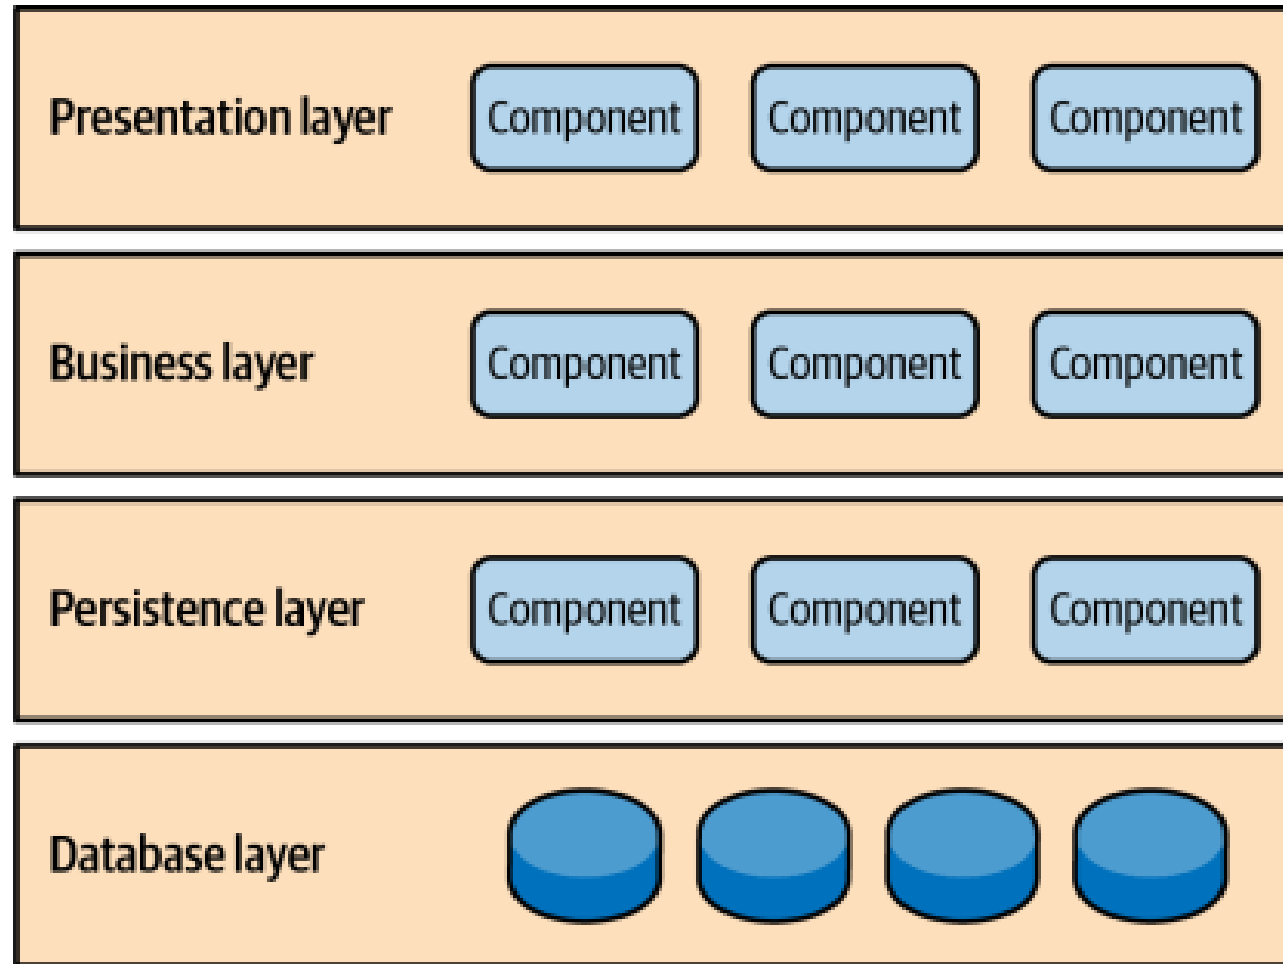 Presentation layer Component Component Component
Business layer Component Component Component
Persistence layer Component Component Component
Database layer